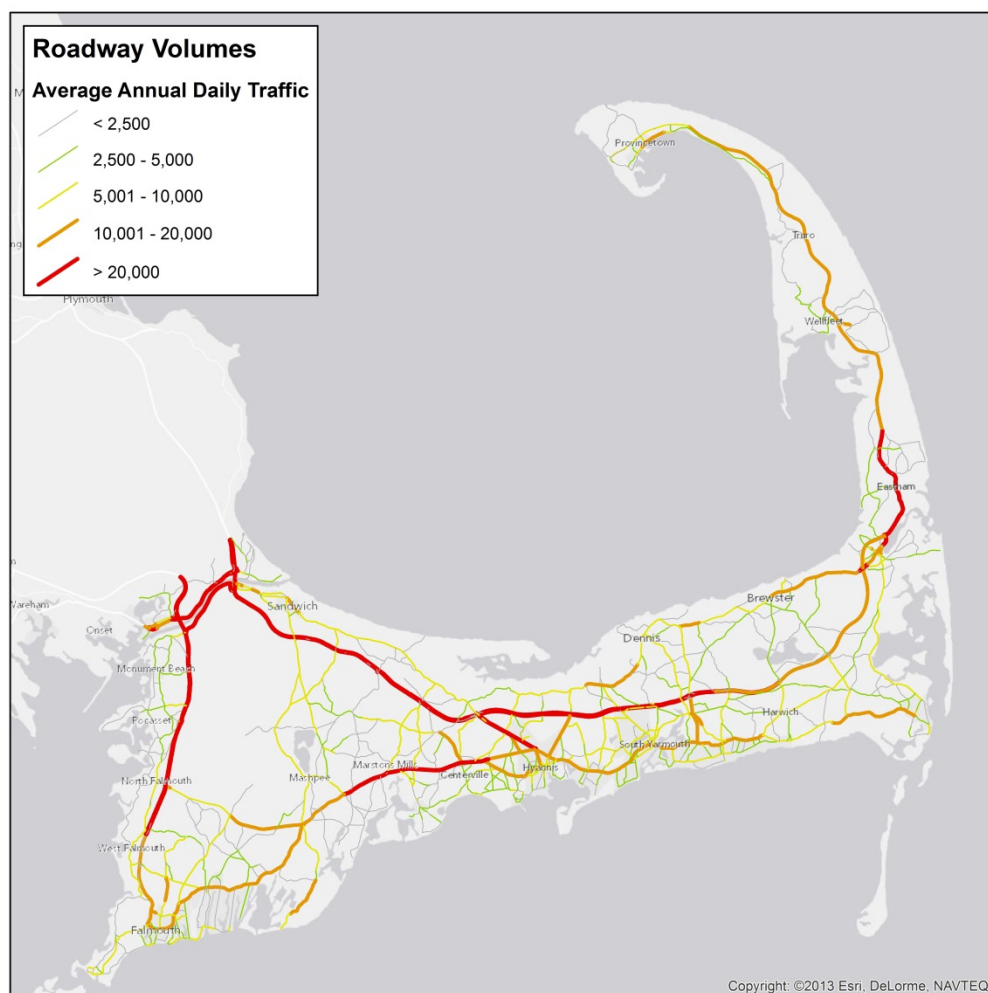 Roadway Volumes
Average Annual Daily Traffic
< 2,500
2,500 - 5,000
5,001 - 10,000
10,001 - 20,000
> 20,000
Provincetown
Truro
Plymouth
Wellfleet
Eastham
Wareham
Onset
Sandwich
Brewster
Dennis
Monument Beach
Pocasset
Harwich
South Yarmouth
North Falmouth
Mashpee
Marstons Mills
Centerville
Hyannis
West Falmouth
Falmouth
Copyright: ©2013 Esri, DeLorme, NAVTEQ